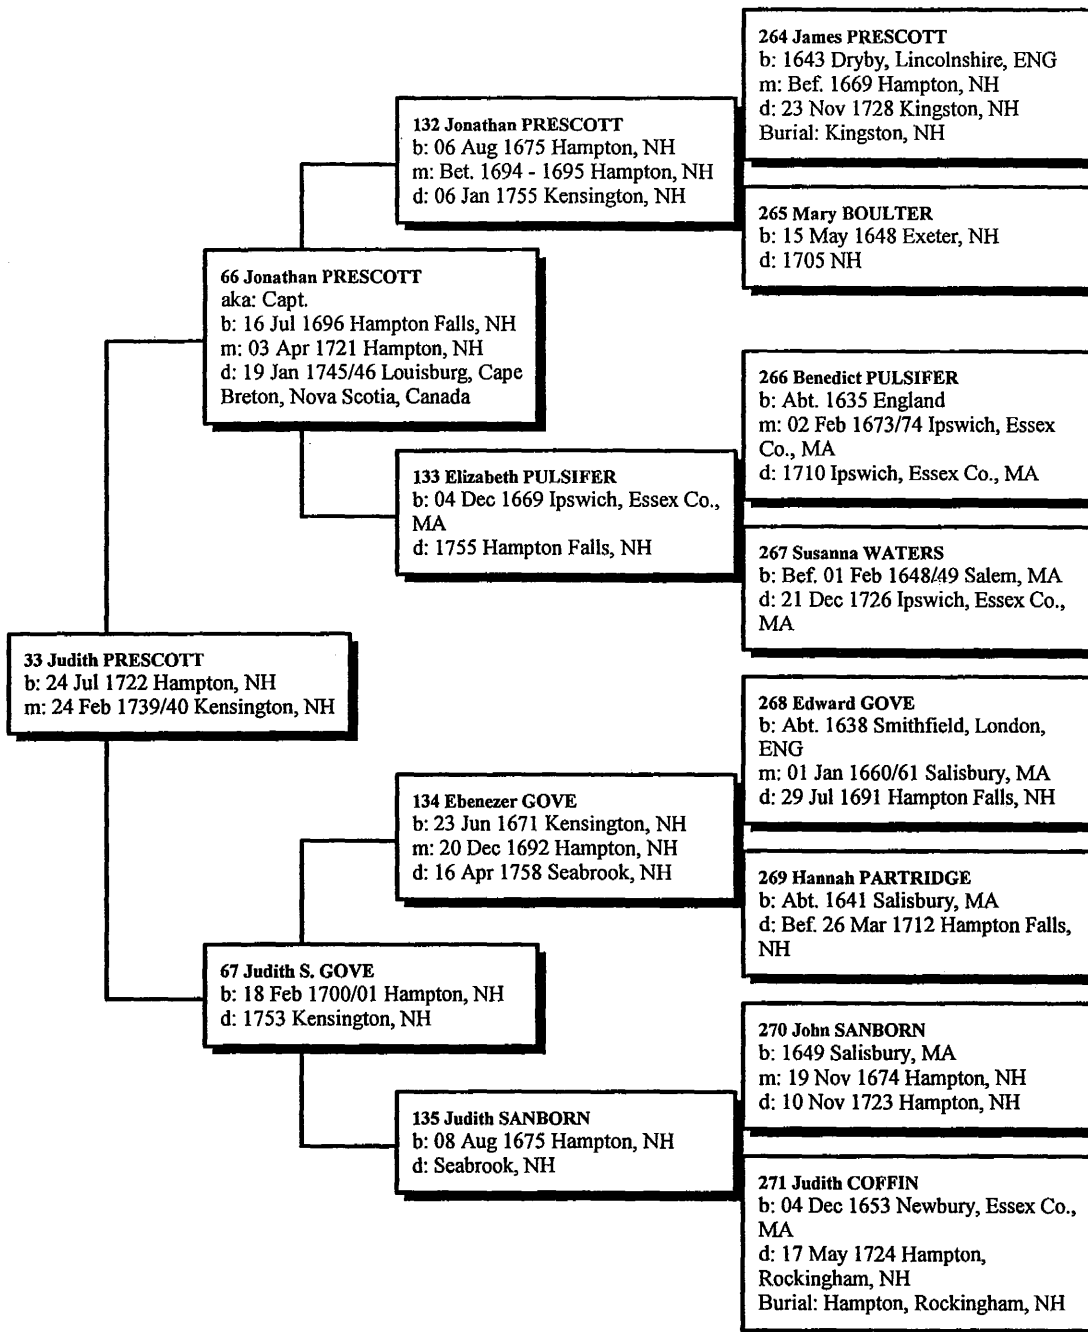 264 James PRESCOTT
b: 1643 Dryby, Lincolnshire, ENG
m: Bef. 1669 Hampton, NH
d: 23 Nov 1728 Kingston, NH
Burial: Kingston, NH
132 Jonathan PRESCOTT
b: 06 Aug 1675 Hampton, NH
m: Bet. 1694 - 1695 Hampton, NH
d: 06 Jan 1755 Kensington, NH
265 Mary BOULTER
b: 15 May 1648 Exeter, NH
d: 1705 NH
66 Jonathan PRESCOTT
aka: Capt.
b: 16 Jul 1696 Hampton Falls, NH
m: 03 Apr 1721 Hampton, NH
d: 19 Jan 1745/46 Louisburg, Cape
Breton, Nova Scotia, Canada
266 Benedict PULSIFER
b: Abt. 1635 England
m: 02 Feb 1673/74 Ipswich, Essex
Co., MA
d: 1710 Ipswich, Essex Co., MA
133 Elizabeth PULSIFER
b: 04 Dec 1669 Ipswich, Essex Co.,
MA
d: 1755 Hampton Falls, NH
267 Susanna WATERS
b: Bef. 01 Feb 1648/49 Salem, MA
d: 21 Dec 1726 Ipswich, Essex Co.,
MA
33 Judith PRESCOTT
b: 24 Jul 1722 Hampton, NH
m: 24 Feb 1739/40 Kensington, NH
268 Edward GOVE
b: Abt. 1638 Smithfield, London,
ENG
m: 01 Jan 1660/61 Salisbury, MA
d: 29 Jul 1691 Hampton Falls, NH
134 Ebenezer GOVE
b: 23 Jun 1671 Kensington, NH
m: 20 Dec 1692 Hampton, NH
d: 16 Apr 1758 Seabrook, NH
269 Hannah PARTRIDGE
b: Abt. 1641 Salisbury, MA
d: Bef. 26 Mar 1712 Hampton Falls,
NH
67 Judith S. GOVE
b: 18 Feb 1700/01 Hampton, NH
d: 1753 Kensington, NH
270 John SANBORN
b: 1649 Salisbury, MA
m: 19 Nov 1674 Hampton, NH
d: 10 Nov 1723 Hampton, NH
135 Judith SANBORN
b: 08 Aug 1675 Hampton, NH
d: Seabrook, NH
271 Judith COFFIN
b: 04 Dec 1653 Newbury, Essex Co.,
MA
d: 17 May 1724 Hampton,
Rockingham, NH
Burial: Hampton, Rockingham, NH